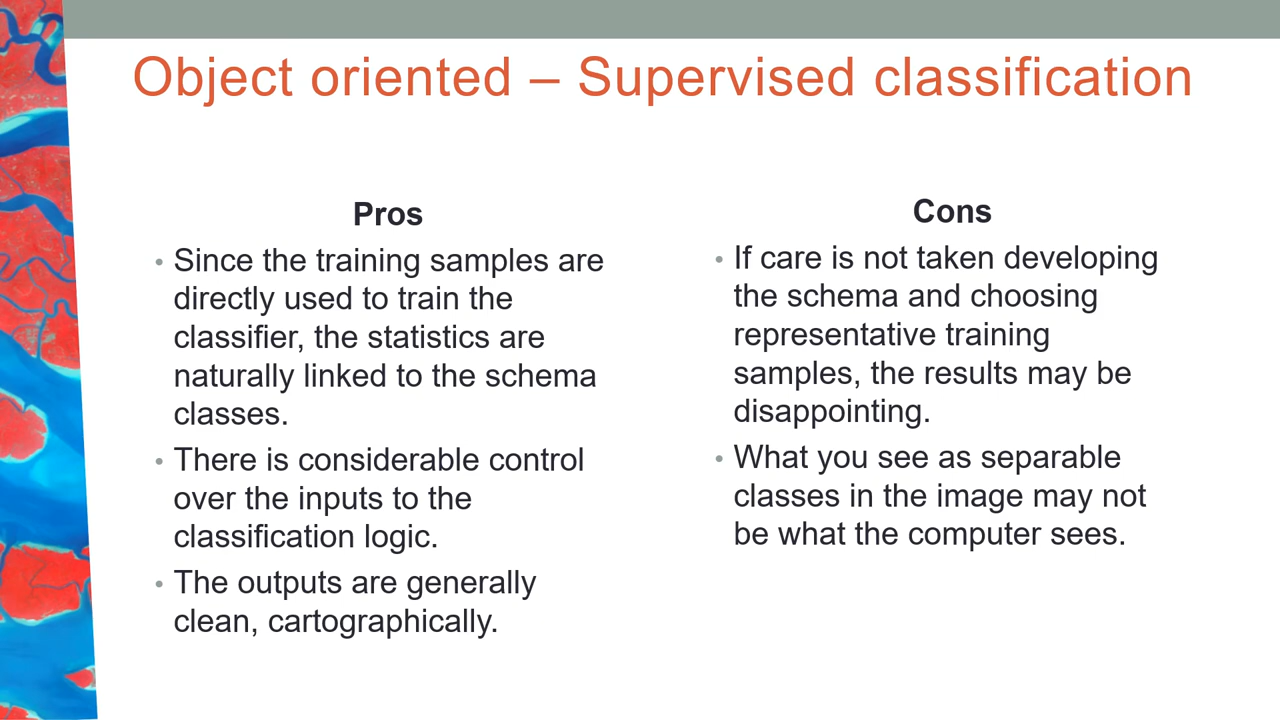 Object oriented – Supervised classification
Pros
• Since the training samples are
directly used to train the
classifier, the statistics are
naturally linked to the schema
classes.
• There is considerable control
over the inputs to the
classification logic.
• The outputs are generally
clean, cartographically.
Cons
• If care is not taken developing
the schema and choosing
representative training
samples, the results may be
disappointing.
• What you see as separable
classes in the image may not
be what the computer sees.